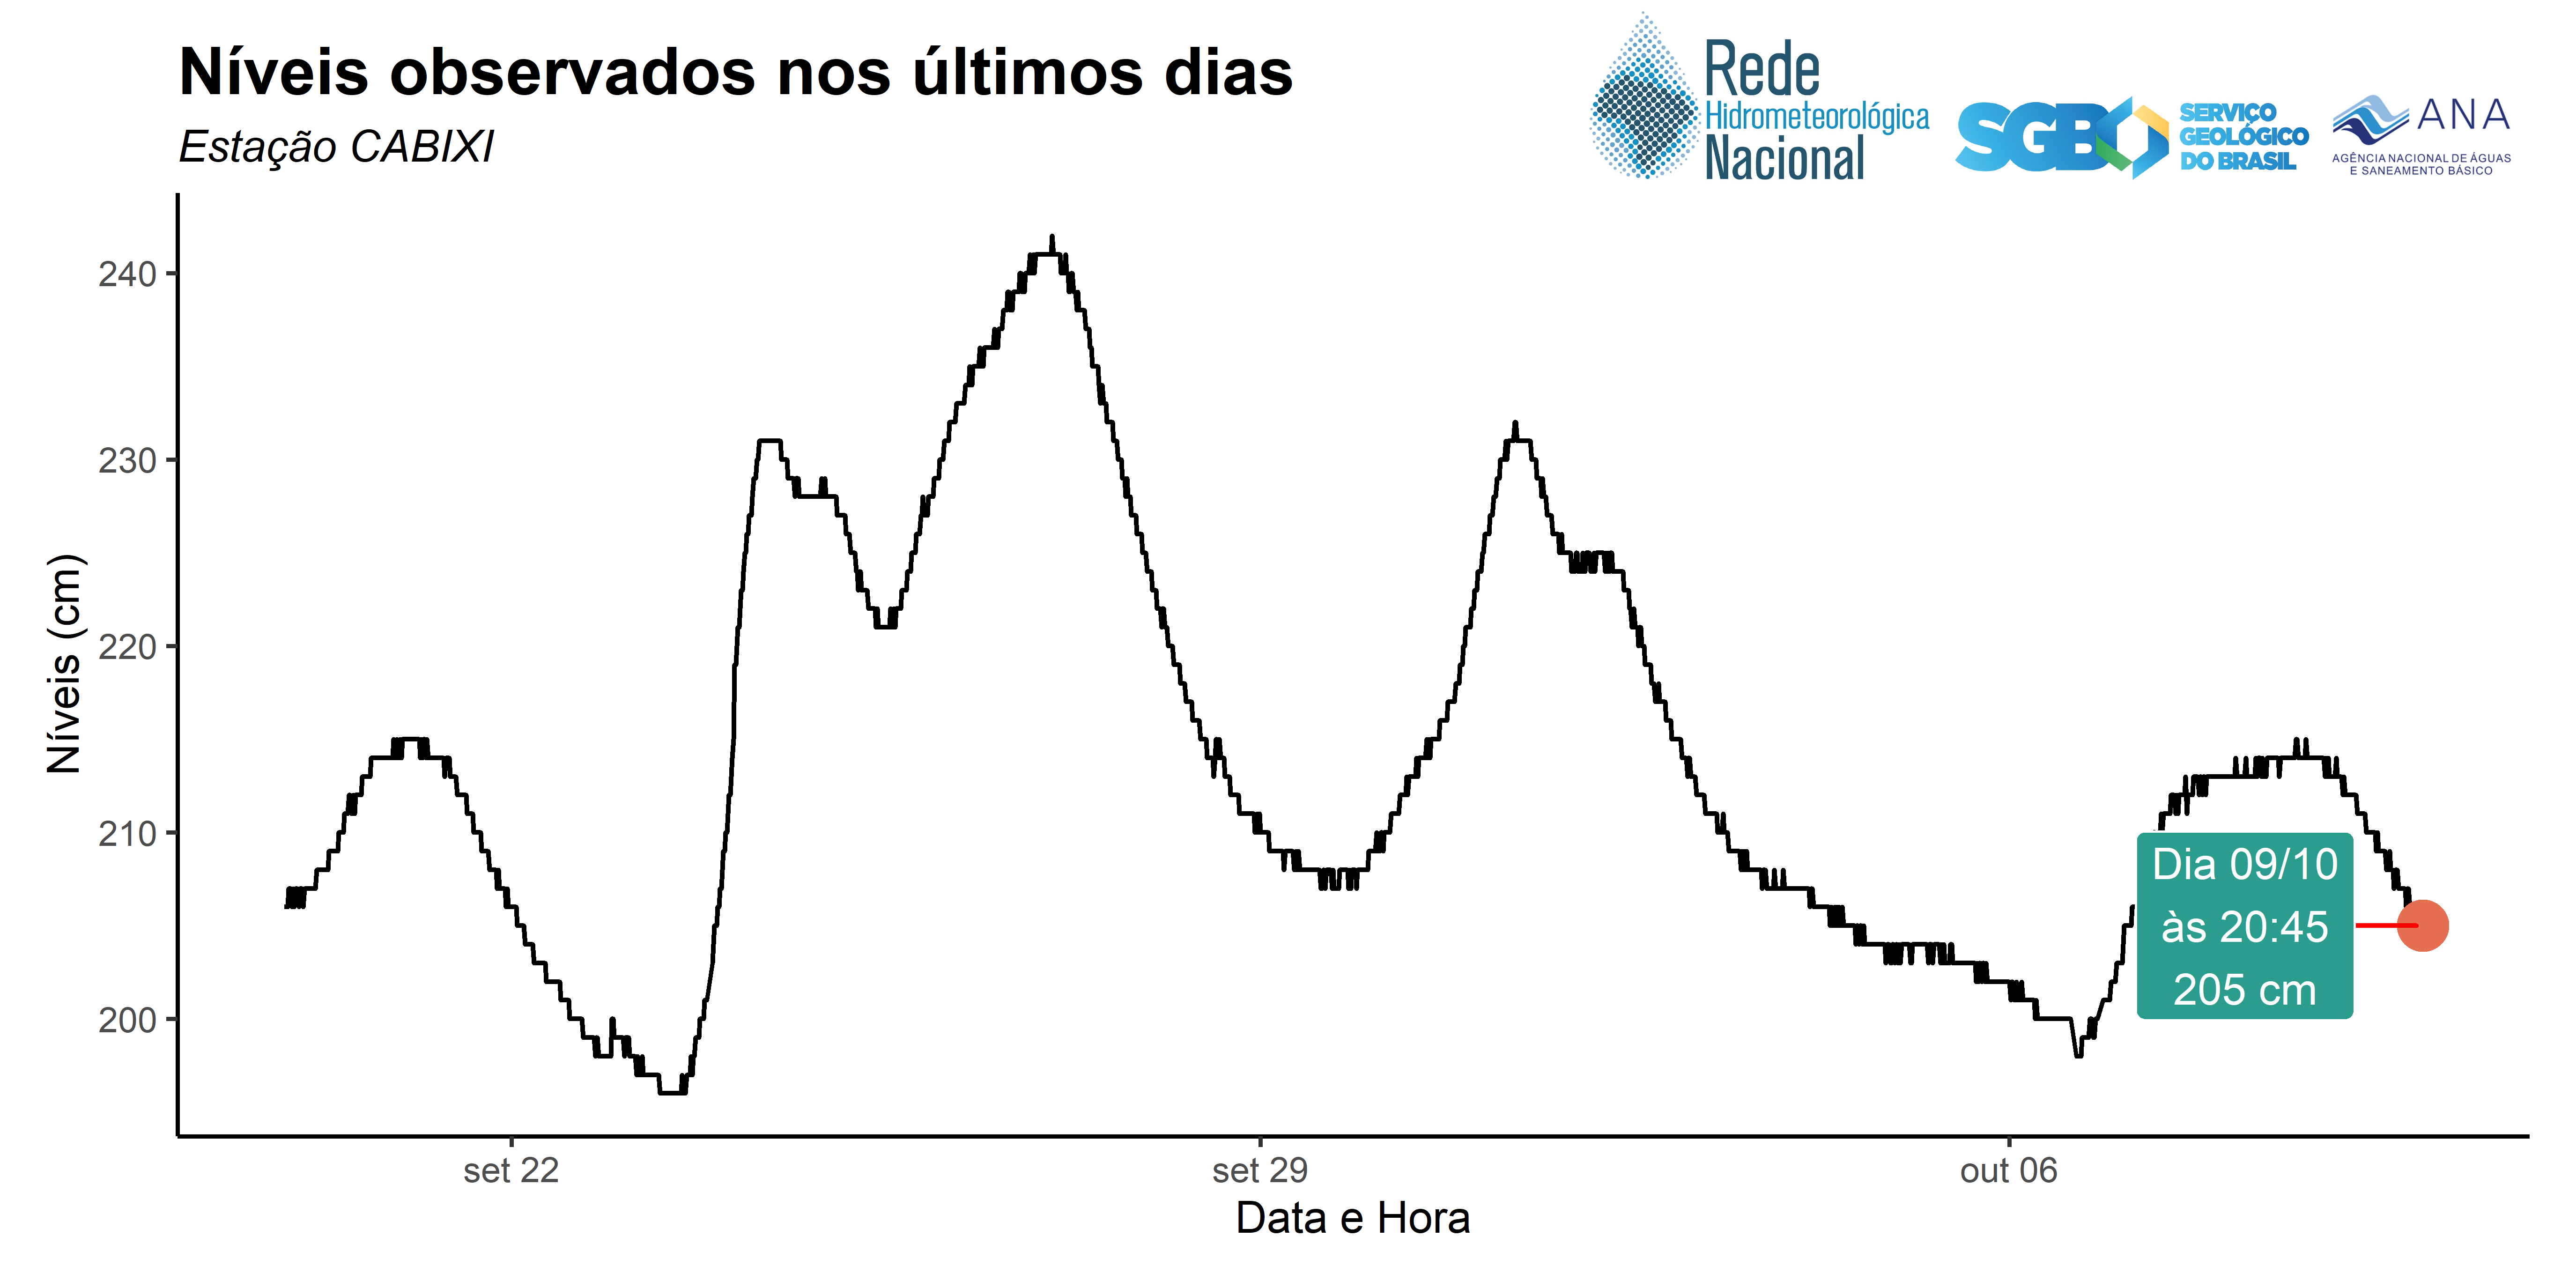 Níveis observados nos últimos dias
Estação CABIXI
Rede
Hidrometeorológica
Nacional
SGB
SERVIÇO
GEOLÓGICO
DO BRASIL
ANA
AGÊNCIA NACIONAL DE ÁGUAS
E SANEAMENTO BÁSICO
Níveis (cm)
240
230
220
210
200
Dia 09/10
às 20:45
205 cm
set 22
set 29
out 06
Data e Hora